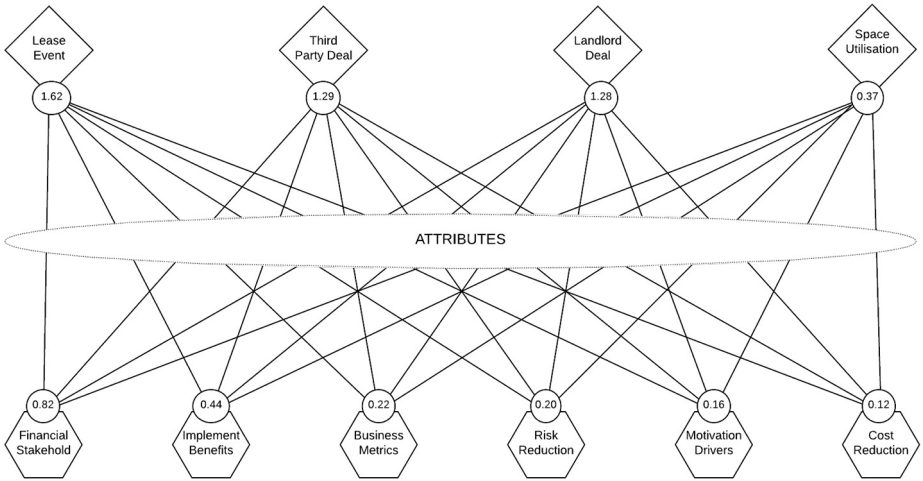 Lease
Event
Third
Party Deal
Landlord
Deal
Space
Utilisation
1.62
1.29
1.28
0.37
ATTRIBUTES
0.82
0.44
0.22
0.20
0.16
0.12
Financial
Stakehold
Implement
Benefits
Business
Metrics
Risk
Reduction
Motivation
Drivers
Cost
Reduction